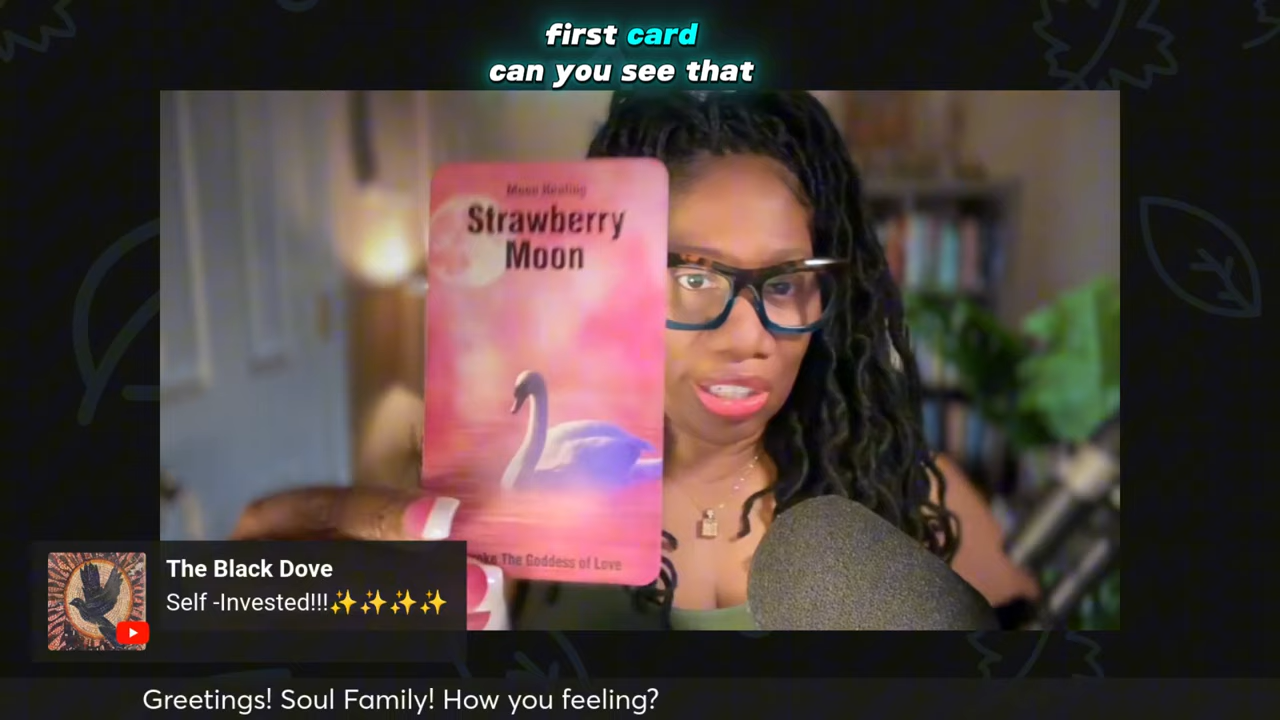 first card
can you see that
Moon Healing
Strawberry
Moon
The Goddess of Love
The Black Dove
Self -Invested!!!✨✨✨✨
Greetings! Soul Family! How you feeling?